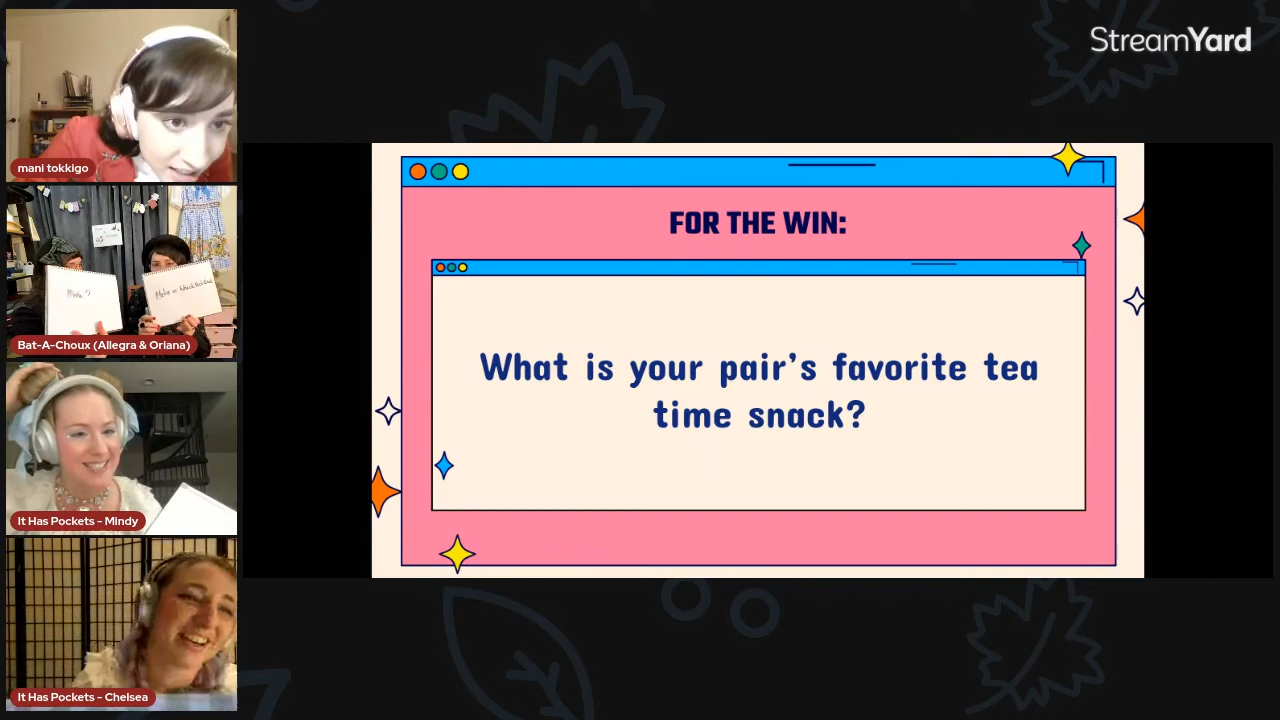 StreamYard
FOR THE WIN:
What is your pair's favorite tea
time snack?
mani tokkigo
Bat-A-Choux (Allegra & Oriana)
It Has Pockets - Mindy
It Has Pockets - Chelsea